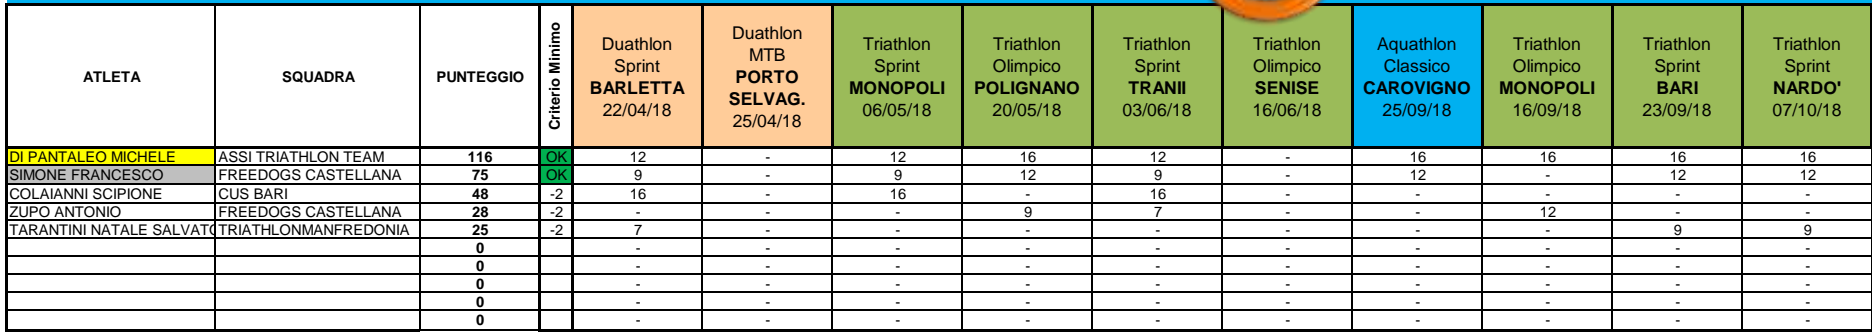 ATLETA SQUADRA PUNTEGGIO Criterio Minimo Duathlon Sprint BARLETTA 22/04/18 Duathlon MTB PORTO SELVAG. 25/04/18 Triathlon Sprint MONOPOLI 06/05/18 Triathlon Olimpico POLIGNANO 20/05/18 Triathlon Sprint TRANII 03/06/18 Triathlon Olimpico SENISE 16/06/18 Aquathlon Classico CAROVIGNO 25/09/18 Triathlon Olimpico MONOPOLI 16/09/18 Triathlon Sprint BARI 23/09/18 Triathlon Sprint NARDO' 07/10/18
DI PANTALEO MICHELE ASSI TRIATHLON TEAM 116 OK 12 - 12 16 12 - 16 16 16 16
SIMONE FRANCESCO FREEDOGS CASTELLANA 75 OK 9 - 9 12 9 - 12 - 12 12
COLAIANNI SCIPIONE CUS BARI 48 -2 16 - 16 - 16 - - - - -
ZUPO ANTONIO FREEDOGS CASTELLANA 28 -2 - - - 9 7 - - 12 - -
TARANTINI NATALE SALVATO TRIATHLONMANFREDONIA 25 -2 7 - - - - - - - 9 9
0 - - - - - - - - - -
0 - - - - - - - - - -
0 - - - - - - - - - -
0 - - - - - - - - - -
0 - - - - - - - - - -